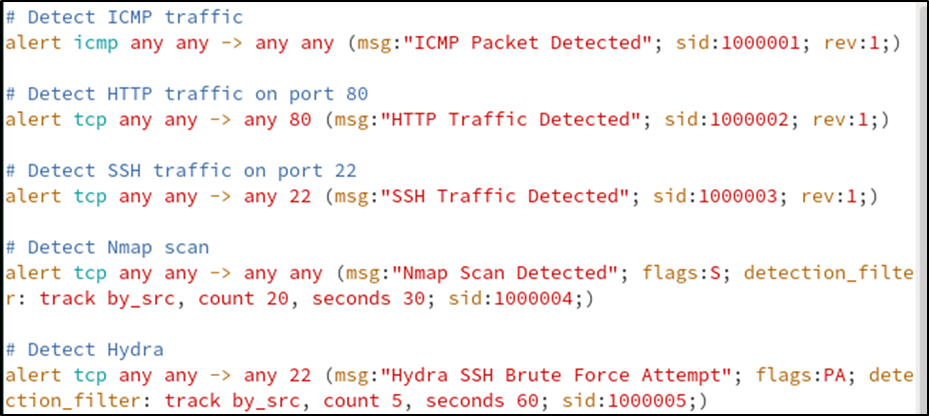 # Detect ICMP traffic
alert icmp any any -> any any (msg:"ICMP Packet Detected"; sid:1000001; rev:1;)
# Detect HTTP traffic on port 80
alert tcp any any -> any 80 (msg:"HTTP Traffic Detected"; sid:1000002; rev:1;)
# Detect SSH traffic on port 22
alert tcp any any -> any 22 (msg:"SSH Traffic Detected"; sid:1000003; rev:1;)
# Detect Nmap scan
alert tcp any any -> any any (msg:"Nmap Scan Detected"; flags:S; detection_filte
r: track by_src, count 20, seconds 30; sid:1000004;)
# Detect Hydra
alert tcp any any -> any 22 (msg:"Hydra SSH Brute Force Attempt"; flags:PA; dete
ction_filter: track by_src, count 5, seconds 60; sid:1000005;)